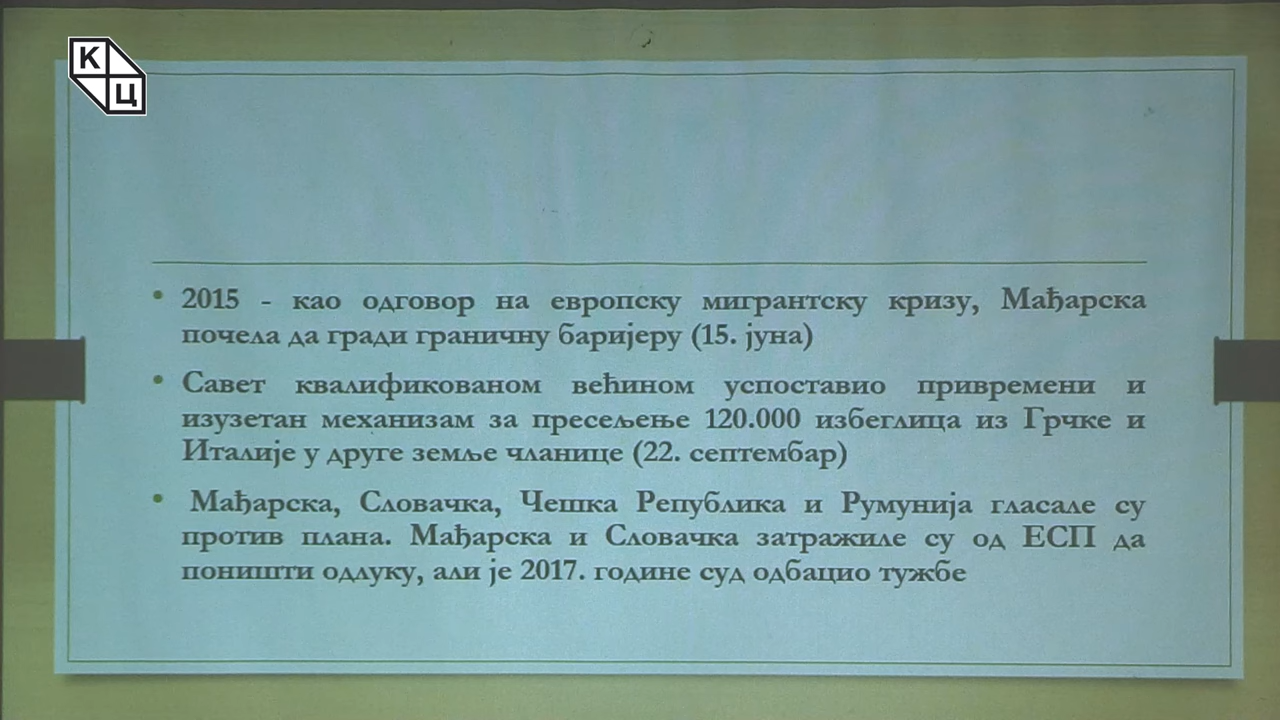 К
Ц
• 2015 - као одговор на европску мигрантску кризу, Мађарска
почела да гради граничну баријеру (15. јуна)
• Савет квалификованом већином успоставио привремени и
изузетан механизам за пресељење 120.000 избеглица из Грчке и
Италије у друге земље чланице (22. септембар)
• Мађарска, Словачка, Чешка Република и Румунија гласале су
против плана. Мађарска и Словачка затражиле су од ЕСП да
поништи одлуку, али је 2017. године суд одбацио тужбе